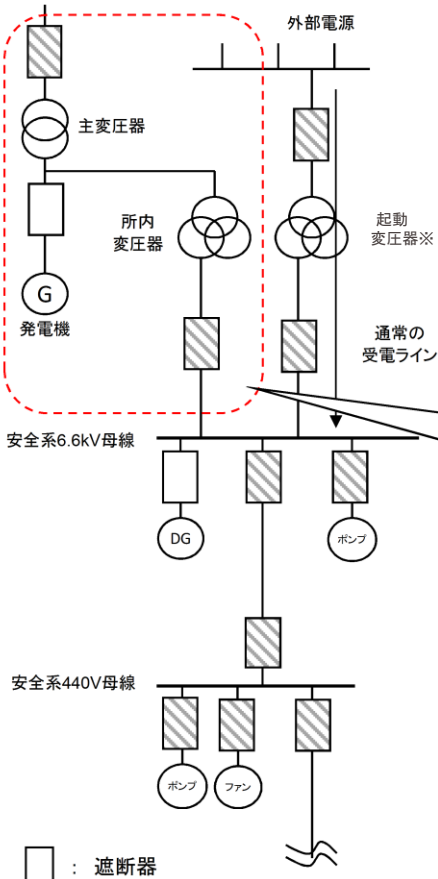 外部電源
主変圧器
所内
変圧器
起動
変圧器※
G
発電機
通常の
受電ライン
安全系6.6kV母線
DG
ポンプ
安全系440V母線
ポンプ
ファン
： 遮断器